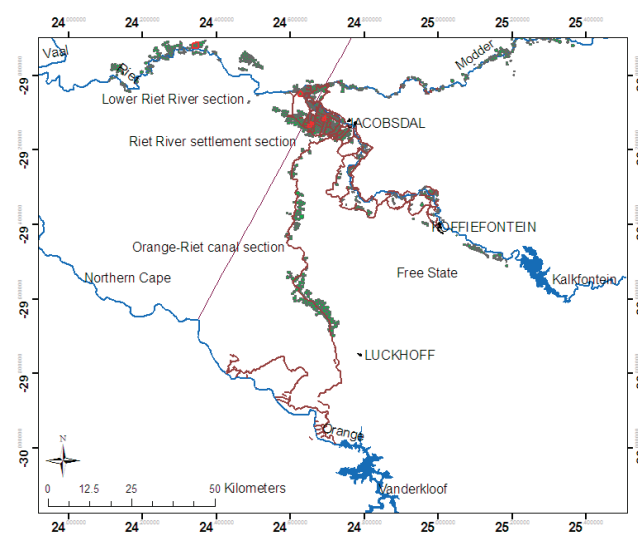 24 24 24 24 24 25 25 25
Vaal
Riet
Modder
29
Lower Riet River section
JACOBSDAL
Riet River settlement section
29
KOFFIEFONTEIN
29
Orange-Riet canal section
Northern Cape
Free State
Kalkfontein
29
LUCKHOFF
29
Orange
30
N
Vanderkloof
0 12.5 25 50 Kilometers
24 24 24 24 24 25 25 25